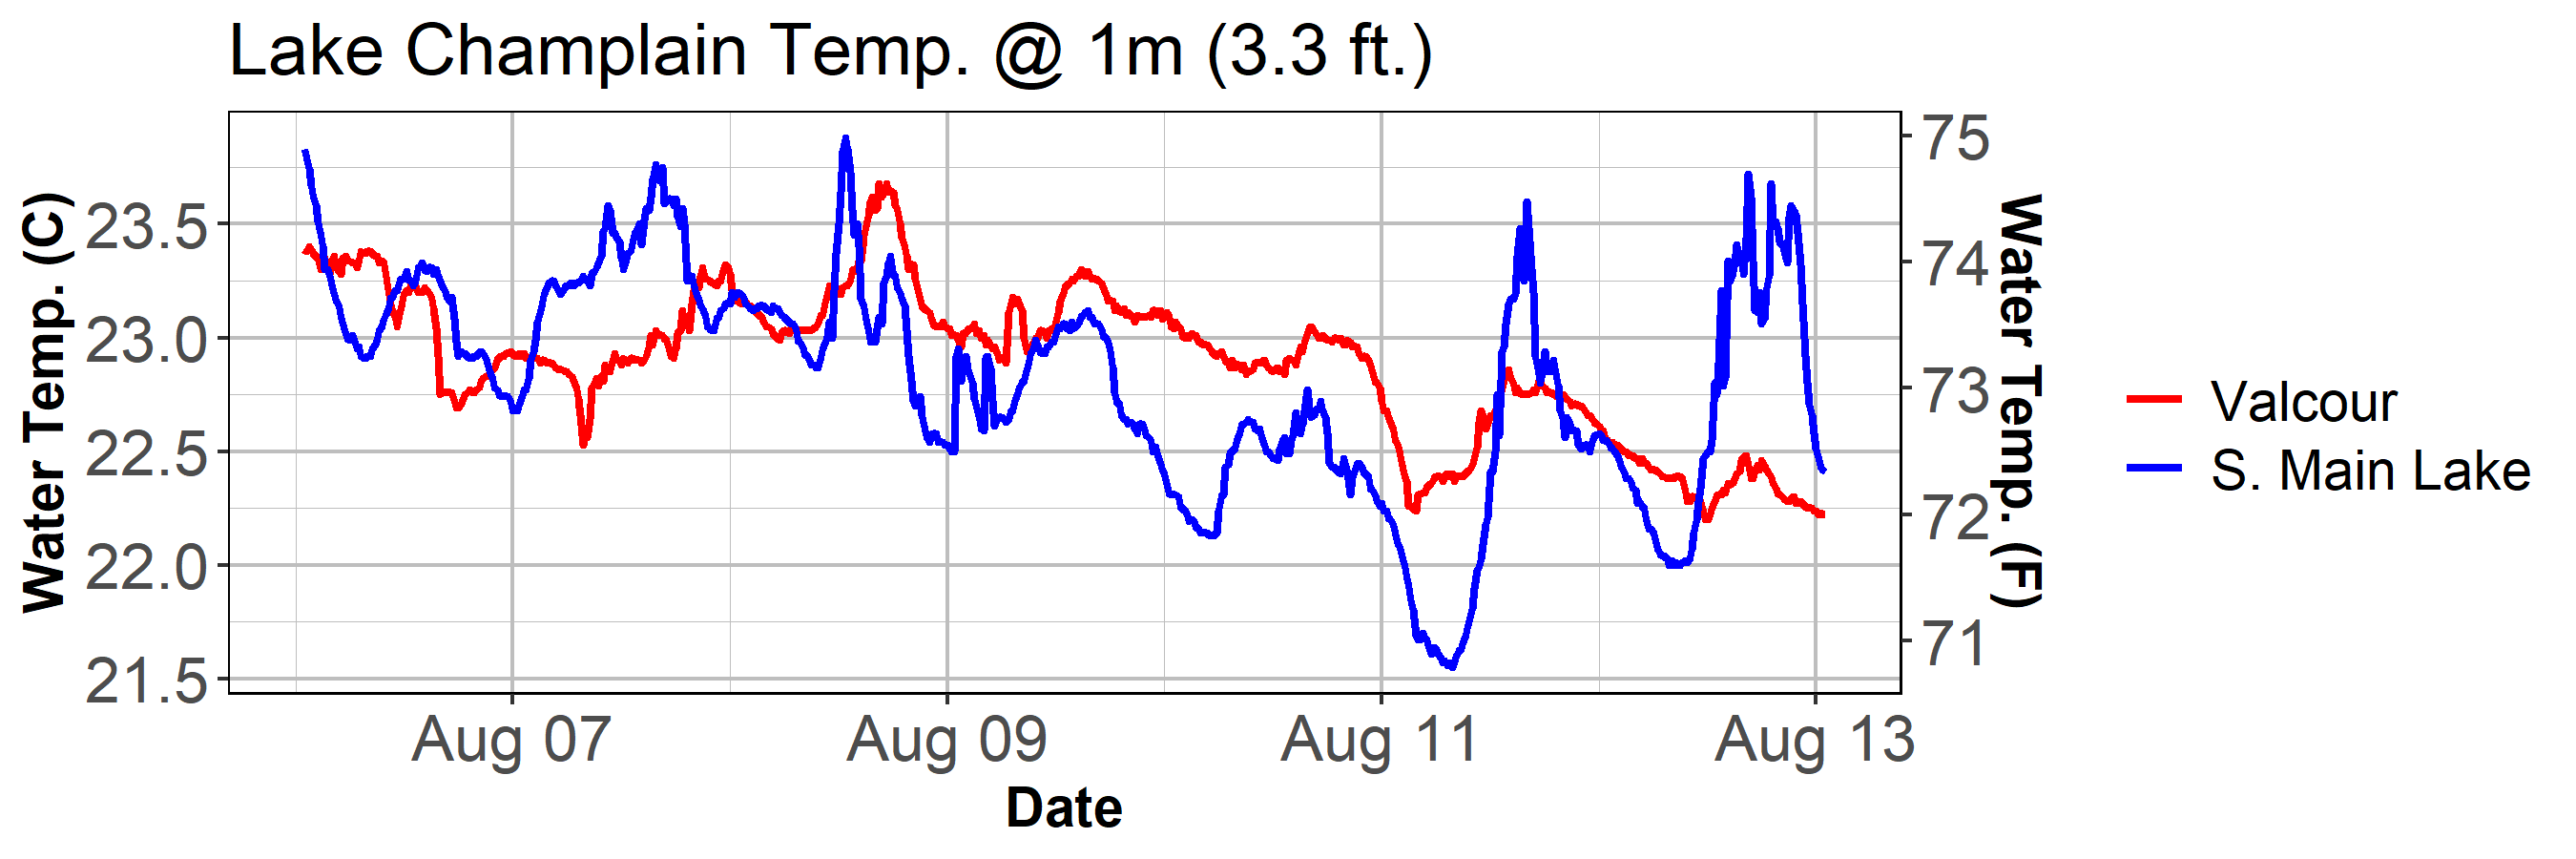 Lake Champlain Temp. @ 1m (3.3 ft.)
Water Temp. (C)
23.5
23.0
22.5
22.0
21.5
75
74
73
72
71
Water Temp. (F)
Aug 07
Aug 09
Aug 11
Aug 13
Date
Valcour
S. Main Lake